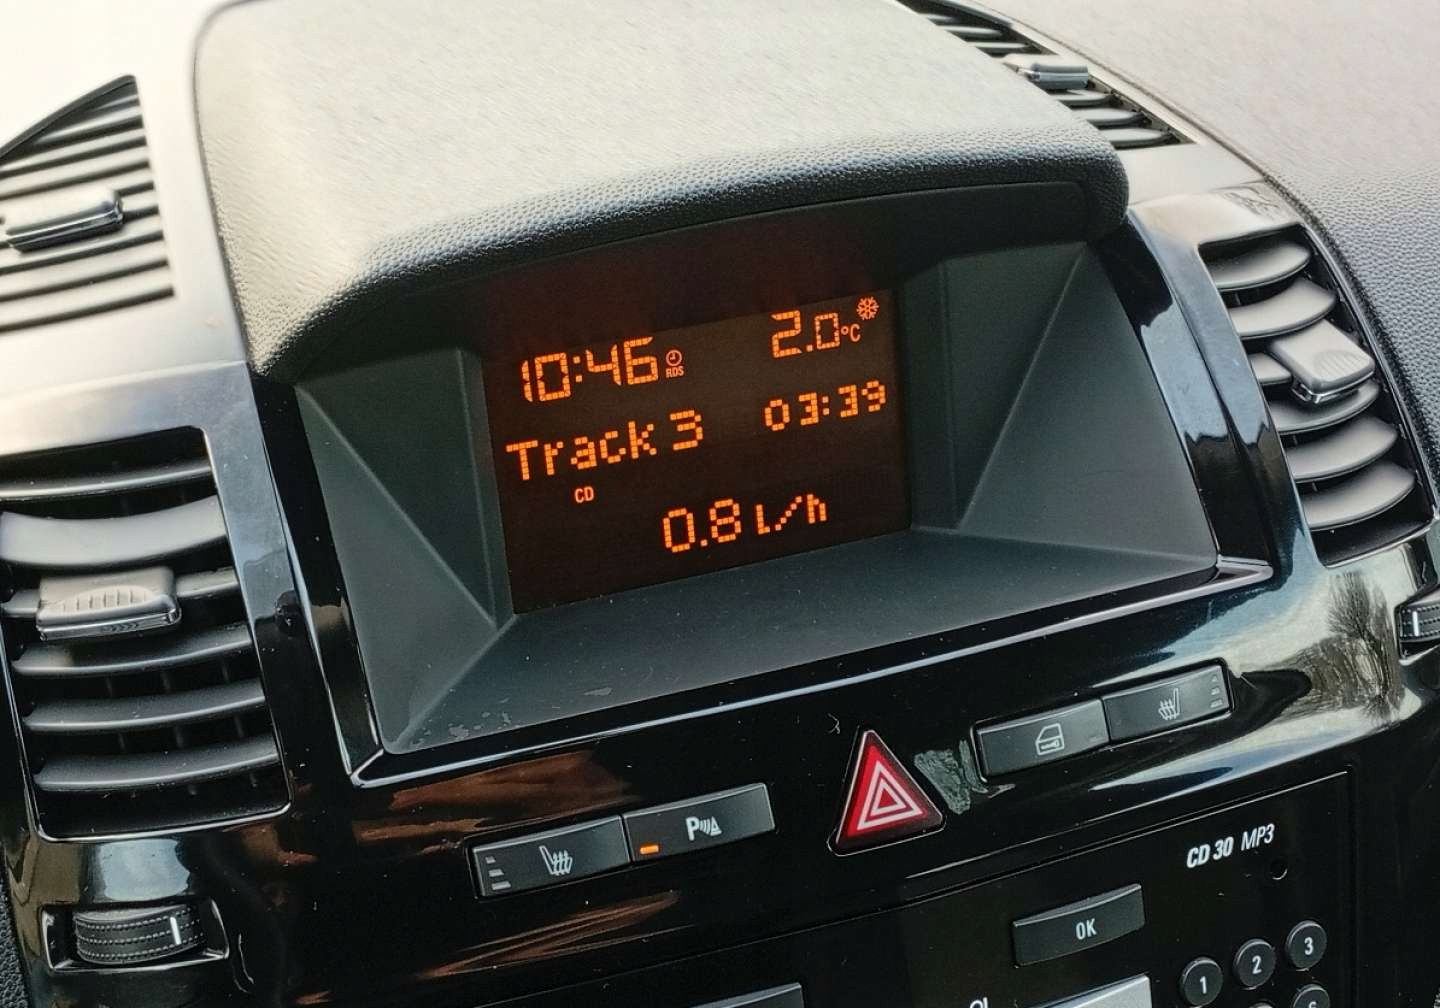 10:46 RDS 2.0°C
Track 3 03:39
CD
0.8 l/h
P
CD 30 MP3
OK
1 2 3